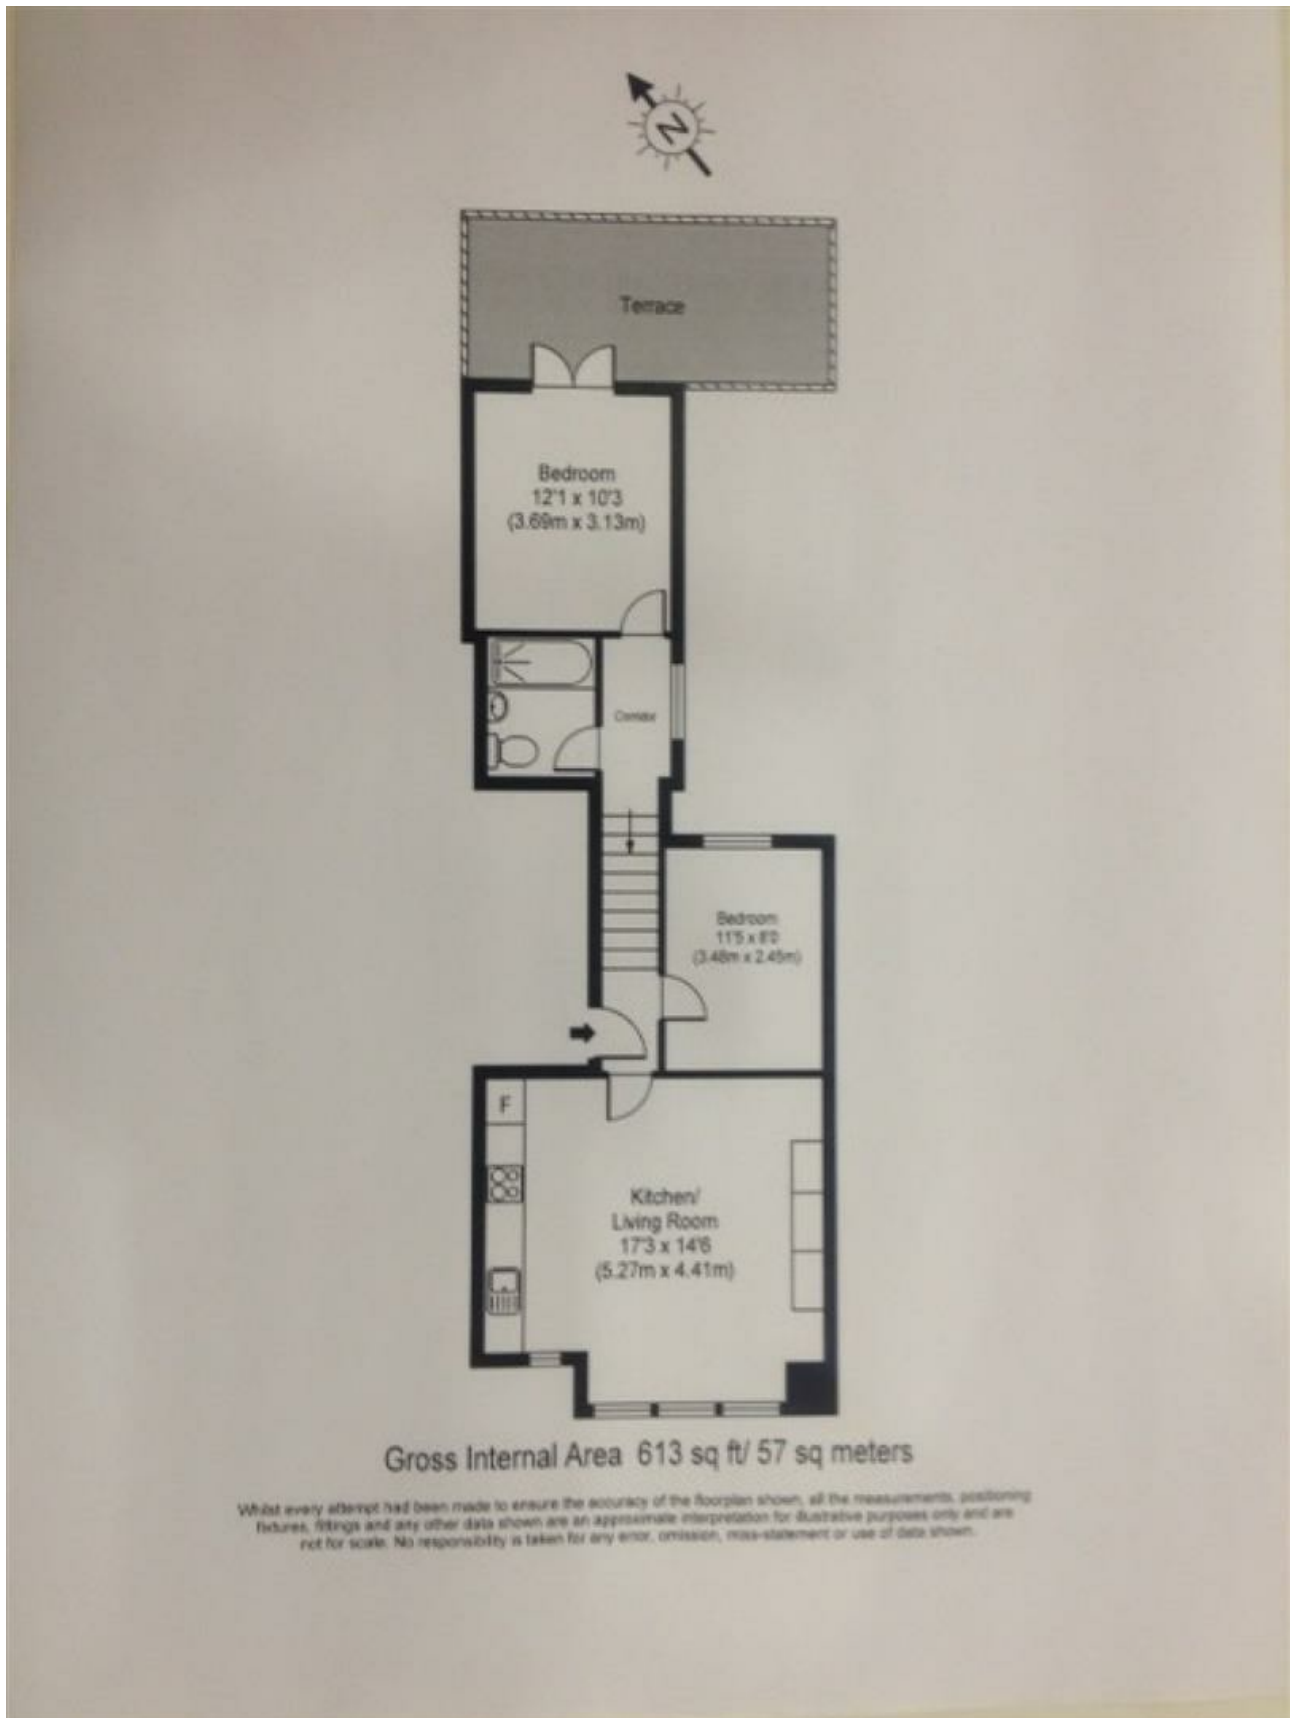 N
Terrace
Bedroom
12'1 x 10'3
(3.69m x 3.13m)
Corridor
Bedroom
11'5 x 8'0
(3.48m x 2.45m)
F
Kitchen/
Living Room
17'3 x 14'6
(5.27m x 4.41m)
Gross Internal Area 613 sq ft/ 57 sq meters
Whilst every attempt had been made to ensure the accuracy of the floorplan shown, all the measurements, positioning
fixtures, fittings and any other data shown are an approximate interpretation for illustrative purposes only and are
not for scale. No responsibility is taken for any error, omission, miss-statement or use of data shown.